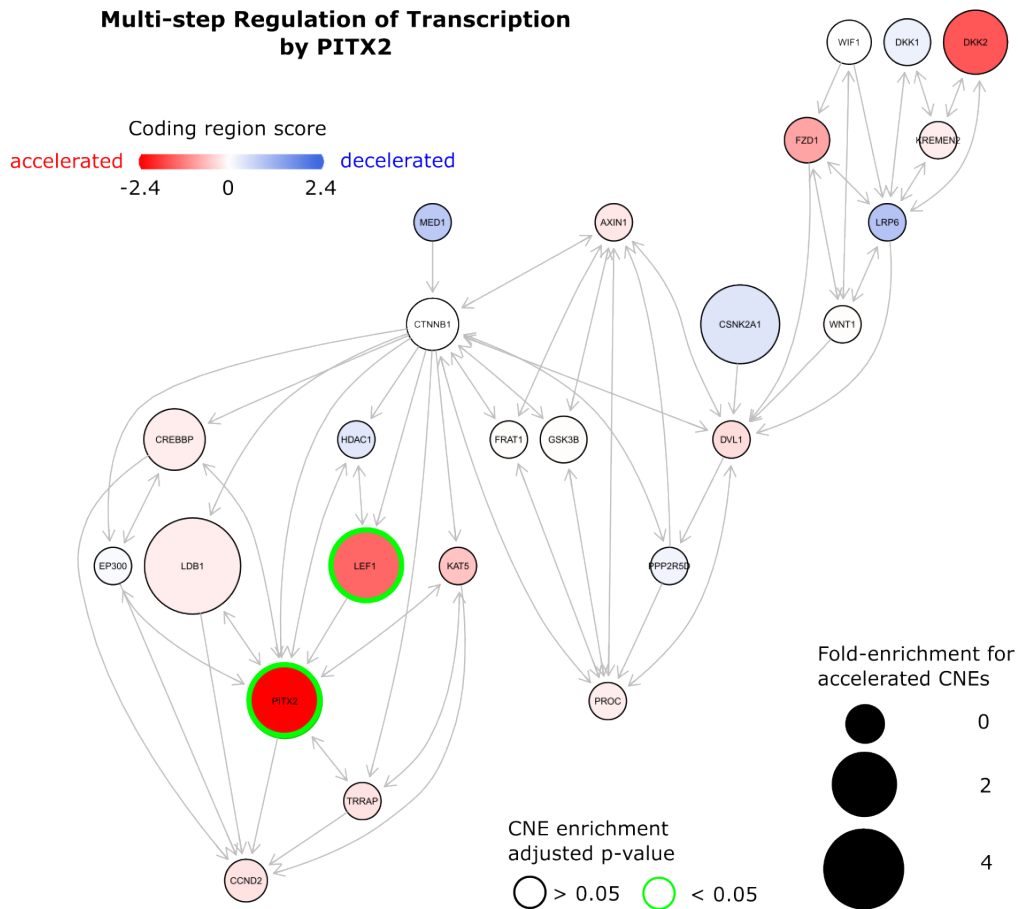 Multi-step Regulation of Transcription
by PITX2
WIF1
DKK1
DKK2
Coding region score
accelerated
decelerated
-2.4
0
2.4
FZD1
KREMEN2
MED1
AXIN1
LRP6
CTNNB1
CSNK2A1
WNT1
CREBBP
HDAC1
FRAT1
GSK3B
DVL1
EP300
LDB1
LEF1
KAT5
PPP2R5D
PITX2
PROC
Fold-enrichment for
accelerated CNEs
0
2
4
TRRAP
CCND2
CNE enrichment
adjusted p-value
> 0.05
< 0.05